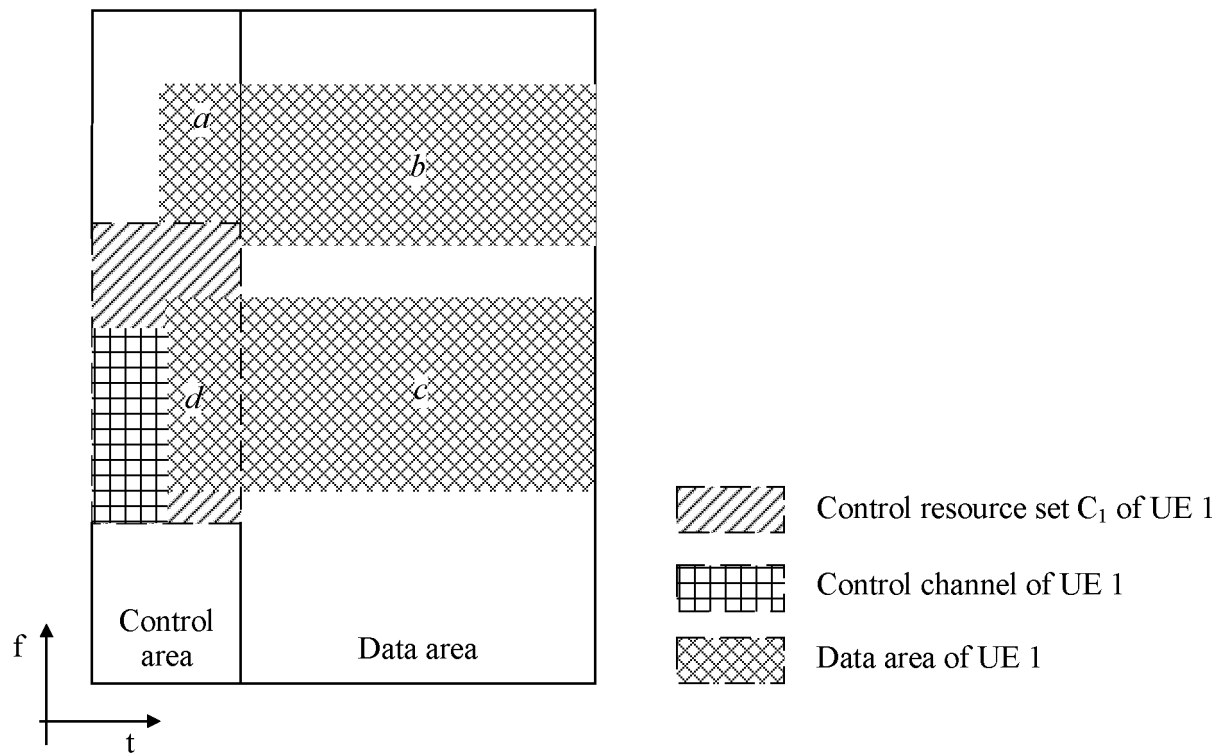 a
b
d
c
Control
area
Data area
f
t
Control resource set C₁ of UE 1
Control channel of UE 1
Data area of UE 1